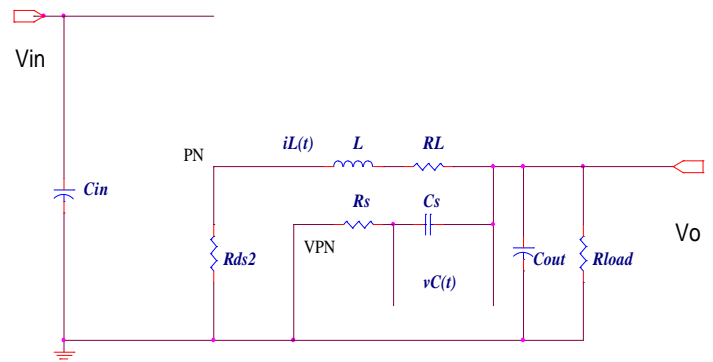 Vin
iL(t) L RL
PN
Cin
Rs Cs
VPN
Vo
Rds2
Cout Rload
vC(t)